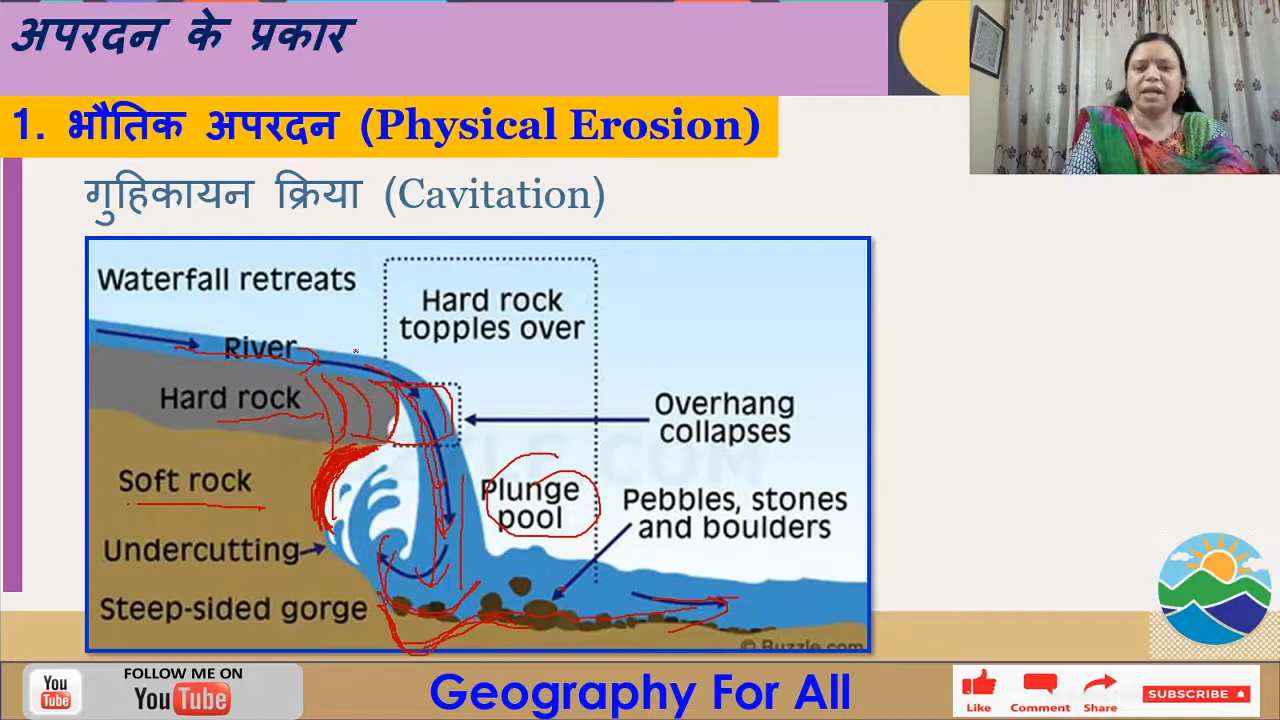 अपरदन के प्रकार
1. भौतिक अपरदन (Physical Erosion)
गुहिकायन क्रिया (Cavitation)
Waterfall retreats
Hard rock
topples over
River
Hard rock
Overhang
collapses
Soft rock
Plunge
pool
Pebbles, stones
and boulders
Undercutting
Steep-sided gorge
© Buzzle.com
You
Tube
FOLLOW ME ON
YouTube
Geography For All
Like
Comment
Share
SUBSCRIBE